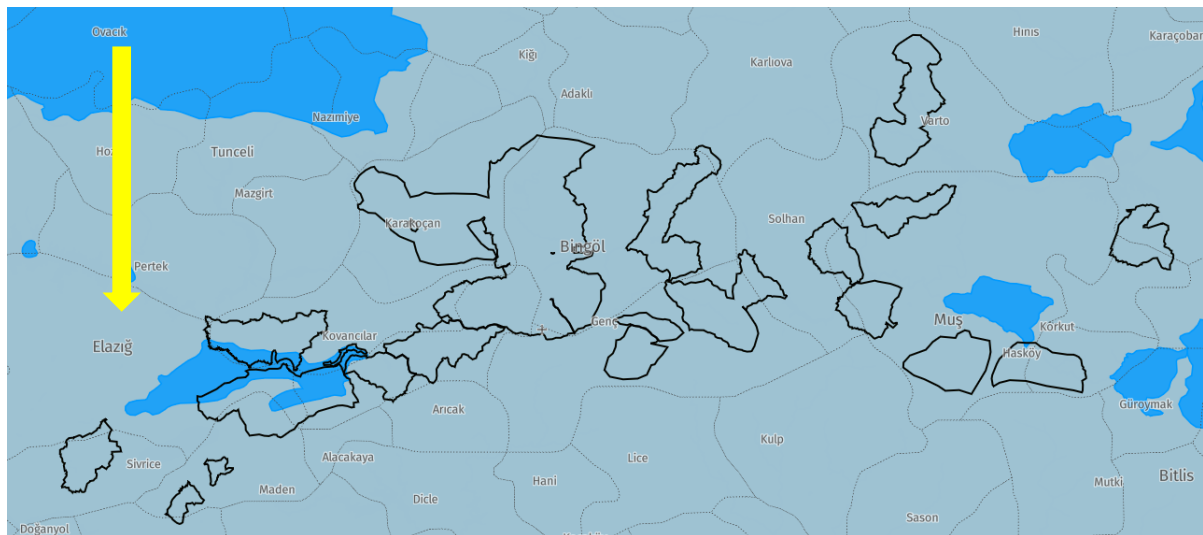 Ovacık
Hınıs
Karaçoban
Kiğı
Karlıova
Adaklı
Nazımiye
Varto
Tunceli
Mazgirt
Karakoçan
Solhan
Bingöl
Pertek
Genç
Muş
Korkut
Kovancılar
Elazığ
Hasköy
Güroymak
Arıcak
Kulp
Sivrice
Alacakaya
Lice
Bitlis
Maden
Hani
Mutki
Dicle
Sason
Doğanyol